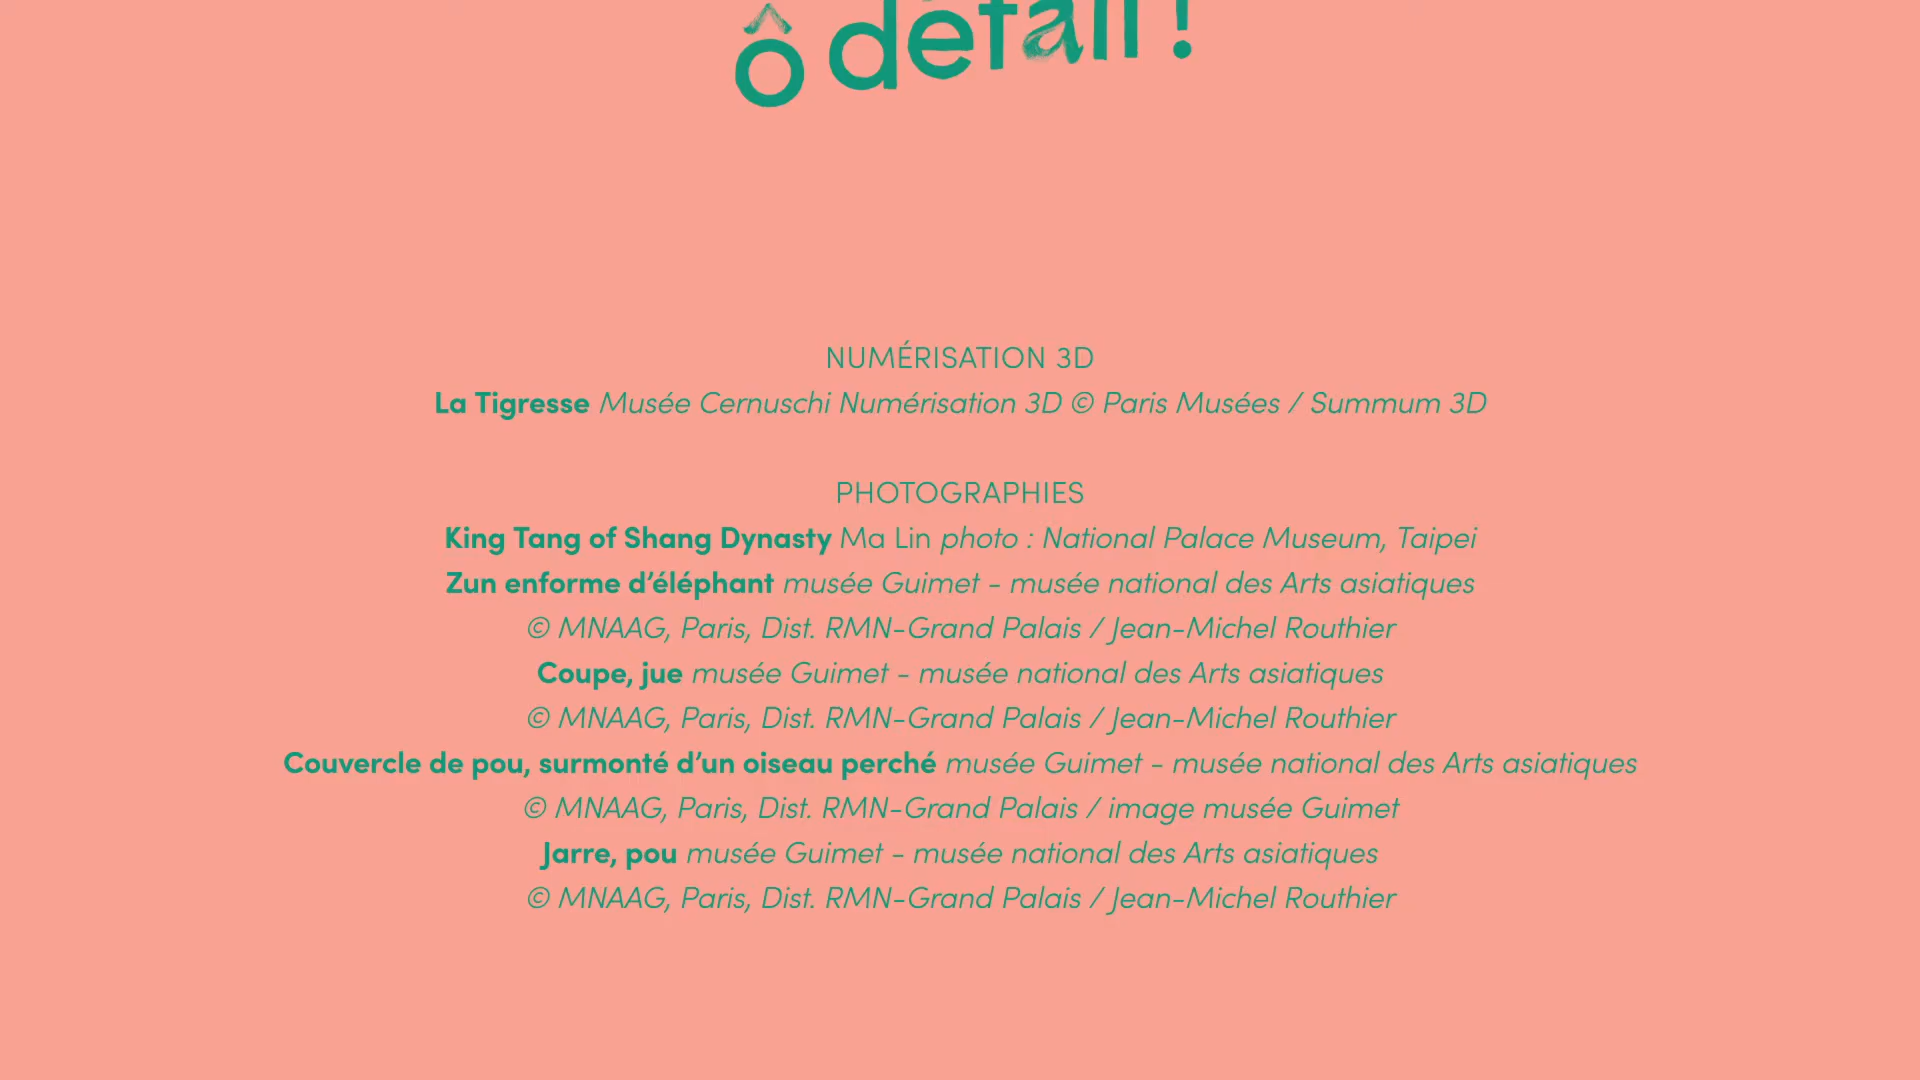 ô détail !
NUMÉRISATION 3D
La Tigresse Musée Cernuschi Numérisation 3D © Paris Musées / Summum 3D
PHOTOGRAPHIES
King Tang of Shang Dynasty Ma Lin photo : National Palace Museum, Taipei
Zun enforme d’éléphant musée Guimet - musée national des Arts asiatiques
© MNAAG, Paris, Dist. RMN-Grand Palais / Jean-Michel Routhier
Coupe, jue musée Guimet - musée national des Arts asiatiques
© MNAAG, Paris, Dist. RMN-Grand Palais / Jean-Michel Routhier
Couvercle de pou, surmonté d’un oiseau perché musée Guimet - musée national des Arts asiatiques
© MNAAG, Paris, Dist. RMN-Grand Palais / image musée Guimet
Jarre, pou musée Guimet - musée national des Arts asiatiques
© MNAAG, Paris, Dist. RMN-Grand Palais / Jean-Michel Routhier